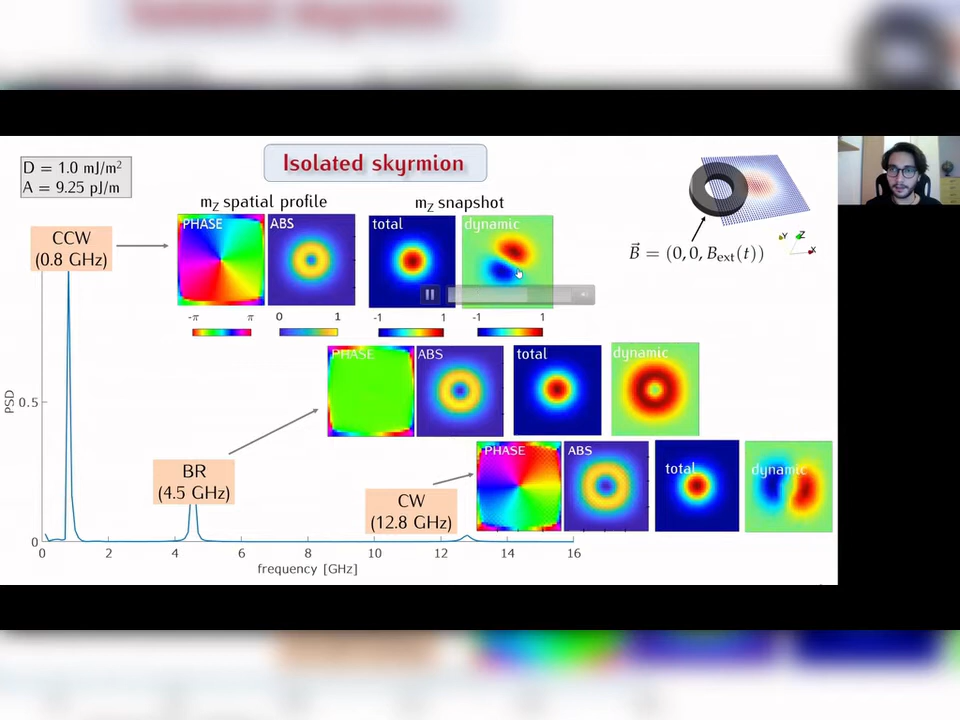 Isolated skyrmion
D = 1.0 mJ/m²
A = 9.25 pJ/m
m_Z spatial profile
m_Z snapshot
PHASE
ABS
total
dynamic
CCW
(0.8 GHz)
B⃗ = (0, 0, B_ext(t))
Y
Z
X
-π
π
0
1
-1
1
-1
1
PHASE
ABS
total
dynamic
PSD
0.5
BR
(4.5 GHz)
PHASE
ABS
total
dynamic
CW
(12.8 GHz)
0
0
2
4
6
8
10
12
14
16
frequency [GHz]